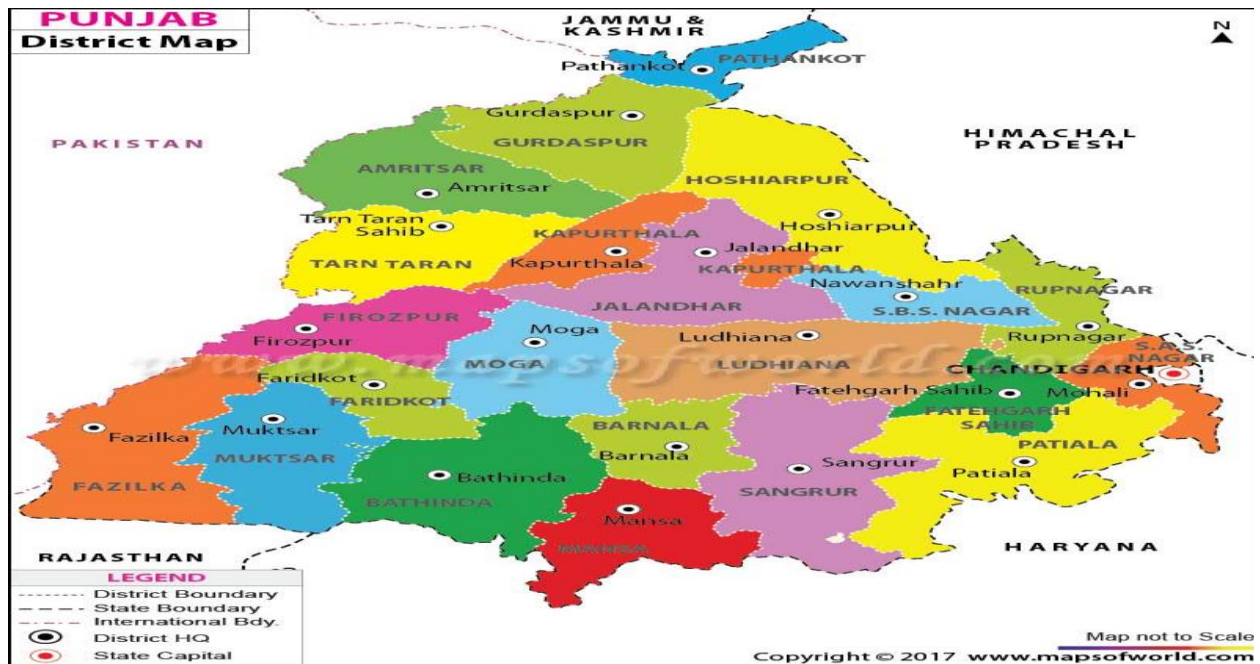 PUNJAB
District Map
JAMMU &
KASHMIR
N
PATHANKOT
Pathankot
Gurdaspur
GURDASPUR
PAKISTAN
HIMACHAL
PRADESH
AMRITSAR
Amritsar
HOSHIARPUR
Hoshiarpur
Tarn Taran
Sahib
TARN TARAN
KAPURTHALA
Kapurthala
Jalandhar
KAPURTHALA
JALANDHAR
Nawanshahr
S.B.S. NAGAR
RUPNAGAR
Rupnagar
FIROZPUR
Firozpur
Moga
MOGA
Ludhiana
LUDHIANA
www.mapsofworld.com
S.A.S.
NAGAR
CHANDIGARH
Mohali
Faridkot
FARIDKOT
Fatehgarh Sahib
FATEHGARH
SAHIB
Fazilka
FAZILKA
Muktsar
MUKTSAR
BARNALA
Barnala
PATIALA
Patiala
Bathinda
BATHINDA
Sangrur
SANGRUR
Mansa
MANSA
RAJASTHAN
HARYANA
LEGEND
District Boundary
State Boundary
International Bdy.
District HQ
State Capital
Map not to Scale
Copyright © 2017 www.mapsofworld.com